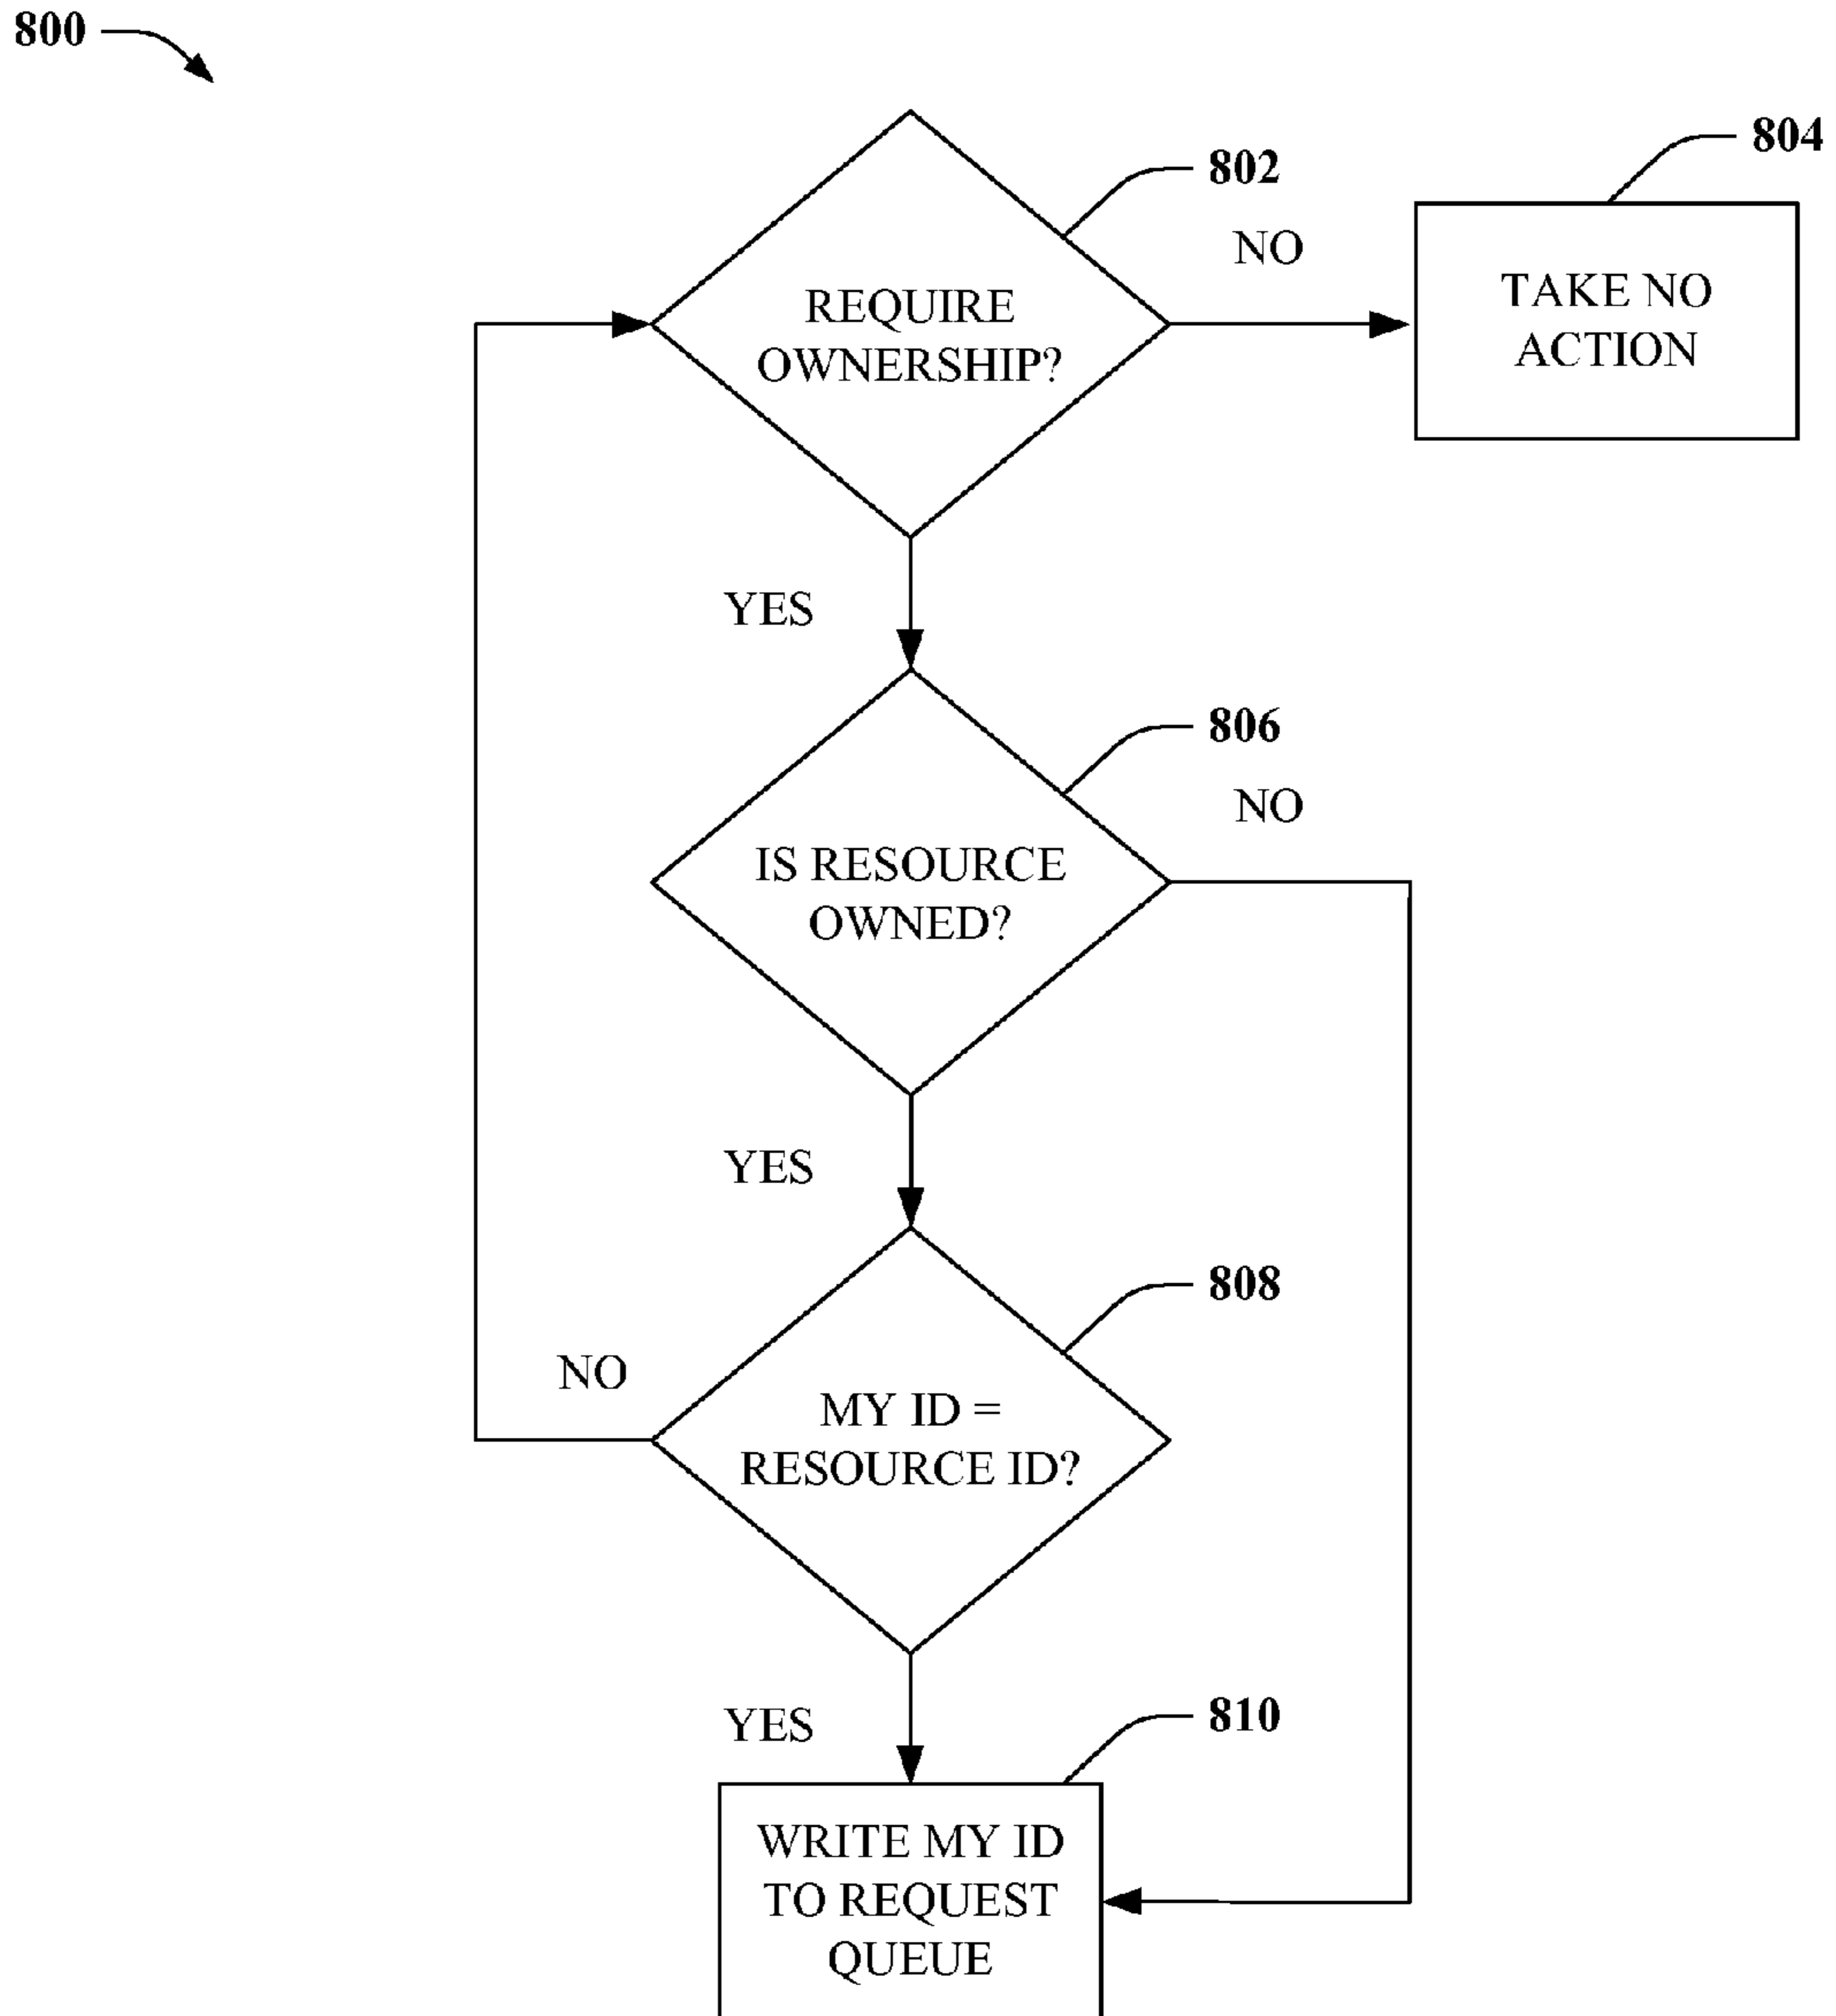 800
802
804
NO
TAKE NO
ACTION
REQUIRE
OWNERSHIP?
YES
806
NO
IS RESOURCE
OWNED?
YES
808
NO
MY ID =
RESOURCE ID?
YES
810
WRITE MY ID
TO REQUEST
QUEUE